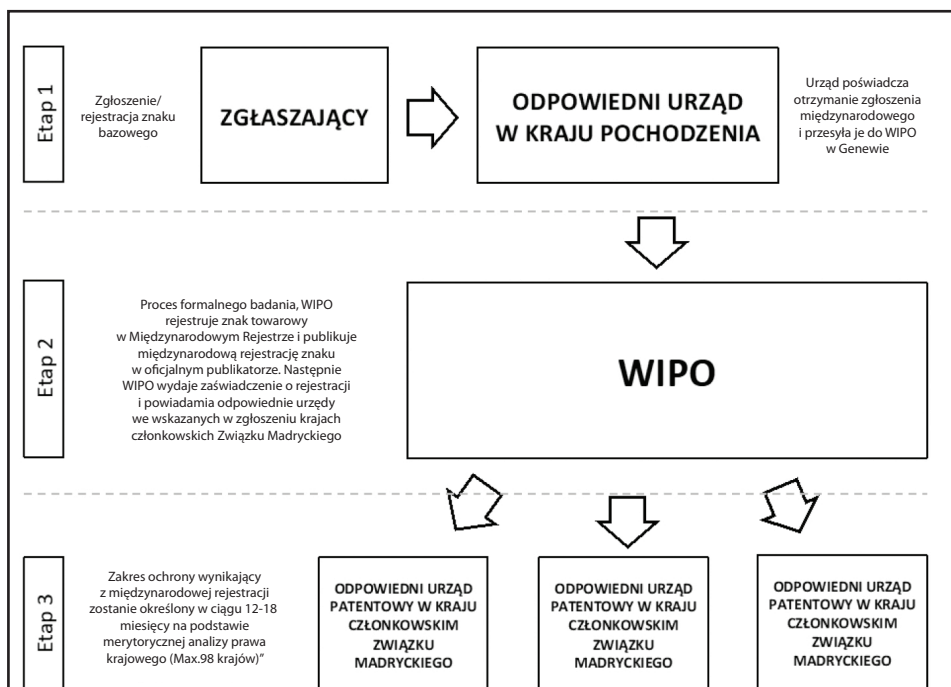 Etap 1
Zgłoszenie/
rejestracja znaku
bazowego
ZGŁASZAJĄCY
ODPOWIEDNI URZĄD
W KRAJU POCHODZENIA
Urząd poświadcza
otrzymanie zgłoszenia
międzynarodowego
i przesyła je do WIPO
w Genewie
Etap 2
Proces formalnego badania, WIPO
rejestruje znak towarowy
w Międzynarodowym Rejestrze i publikuje
międzynarodową rejestrację znaku
w oficjalnym publikatorze. Następnie
WIPO wydaje zaświadczenie o rejestracji
i powiadamia odpowiednie urzędy
we wskazanych w zgłoszeniu krajach
członkowskich Związku Madryckiego
WIPO
Etap 3
Zakres ochrony wynikający
z międzynarodowej rejestracji
zostanie określony w ciągu 12-18
miesięcy na podstawie
merytorycznej analizy prawa
krajowego (Max.98 krajów)"
ODPOWIEDNI URZĄD
PATENTOWY W KRAJU
CZŁONKOWSKIM
ZWIĄZKU
MADRYCKIEGO
ODPOWIEDNI URZĄD
PATENTOWY W KRAJU
CZŁONKOWSKIM
ZWIĄZKU
MADRYCKIEGO
ODPOWIEDNI URZĄD
PATENTOWY W KRAJU
CZŁONKOWSKIM
ZWIĄZKU
MADRYCKIEGO